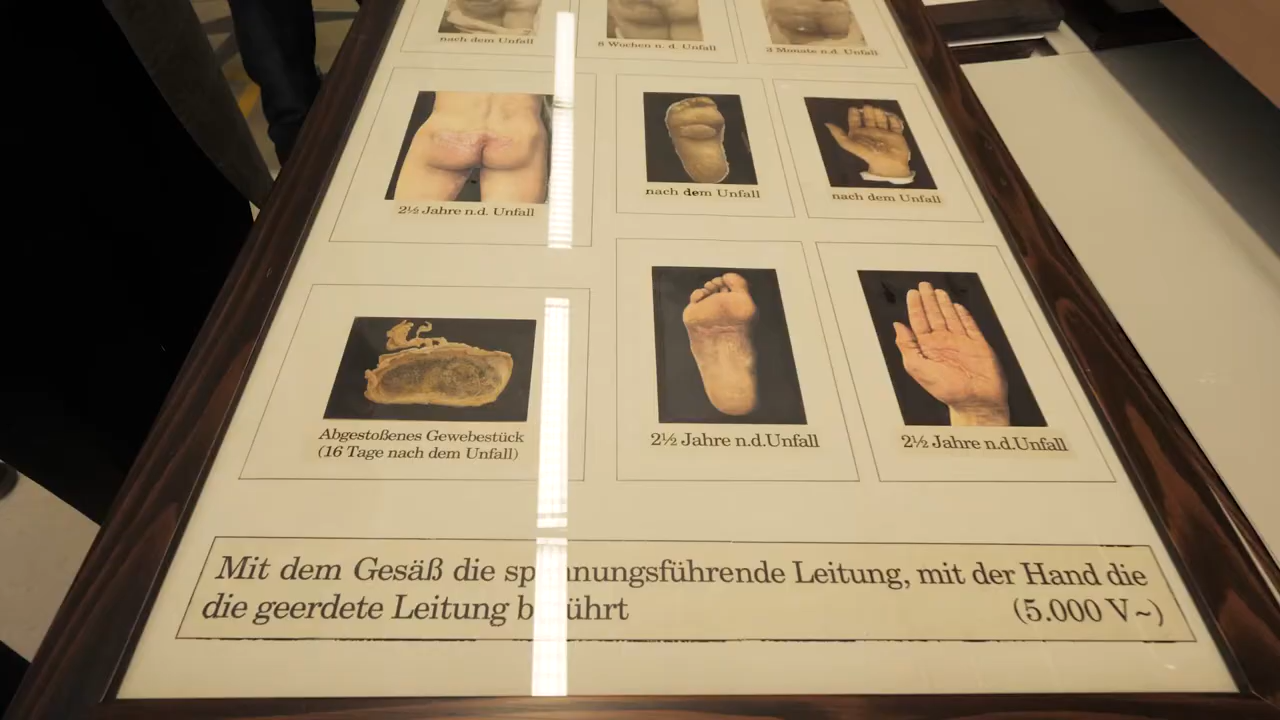 nach dem Unfall
8 Wochen n. d. Unfall
3 Monate n.d. Unfall
2½ Jahre n.d. Unfall
nach dem Unfall
nach dem Unfall
Abgestoßenes Gewebestück
(16 Tage nach dem Unfall)
2½ Jahre n.d.Unfall
2½ Jahre n.d.Unfall
Mit dem Gesäß die spannungsführende Leitung, mit der Hand die
die geerdete Leitung berührt (5.000 V~)